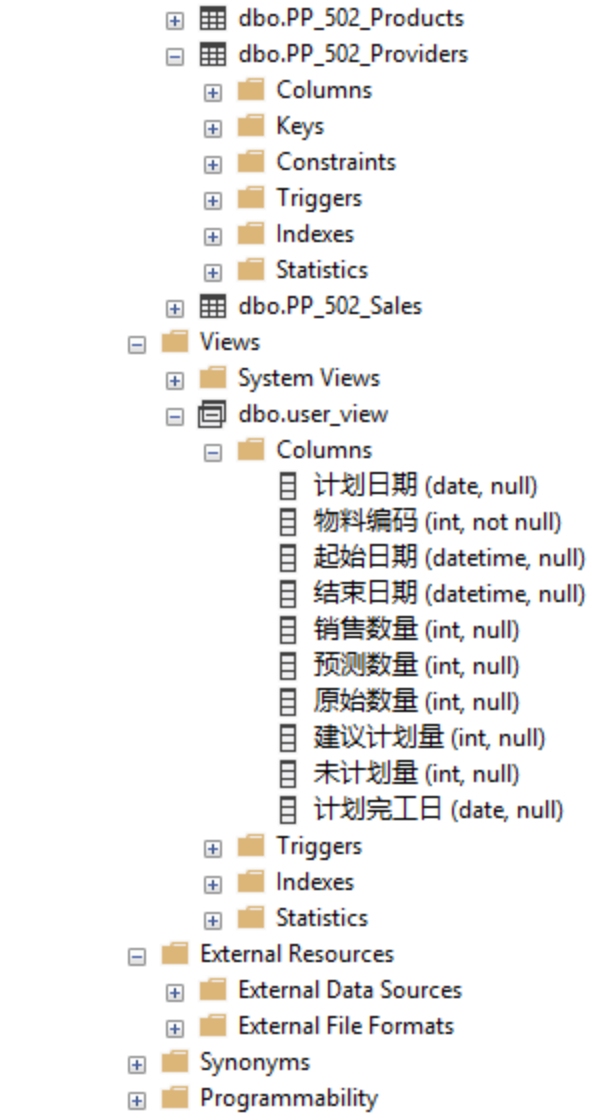 dbo.PP_502_Products
dbo.PP_502_Providers
Columns
Keys
Constraints
Triggers
Indexes
Statistics
dbo.PP_502_Sales
Views
System Views
dbo.user_view
Columns
计划日期 (date, null)
物料编码 (int, not null)
起始日期 (datetime, null)
结束日期 (datetime, null)
销售数量 (int, null)
预测数量 (int, null)
原始数量 (int, null)
建议计划量 (int, null)
未计划量 (int, null)
计划完工日 (date, null)
Triggers
Indexes
Statistics
External Resources
External Data Sources
External File Formats
Synonyms
Programmability